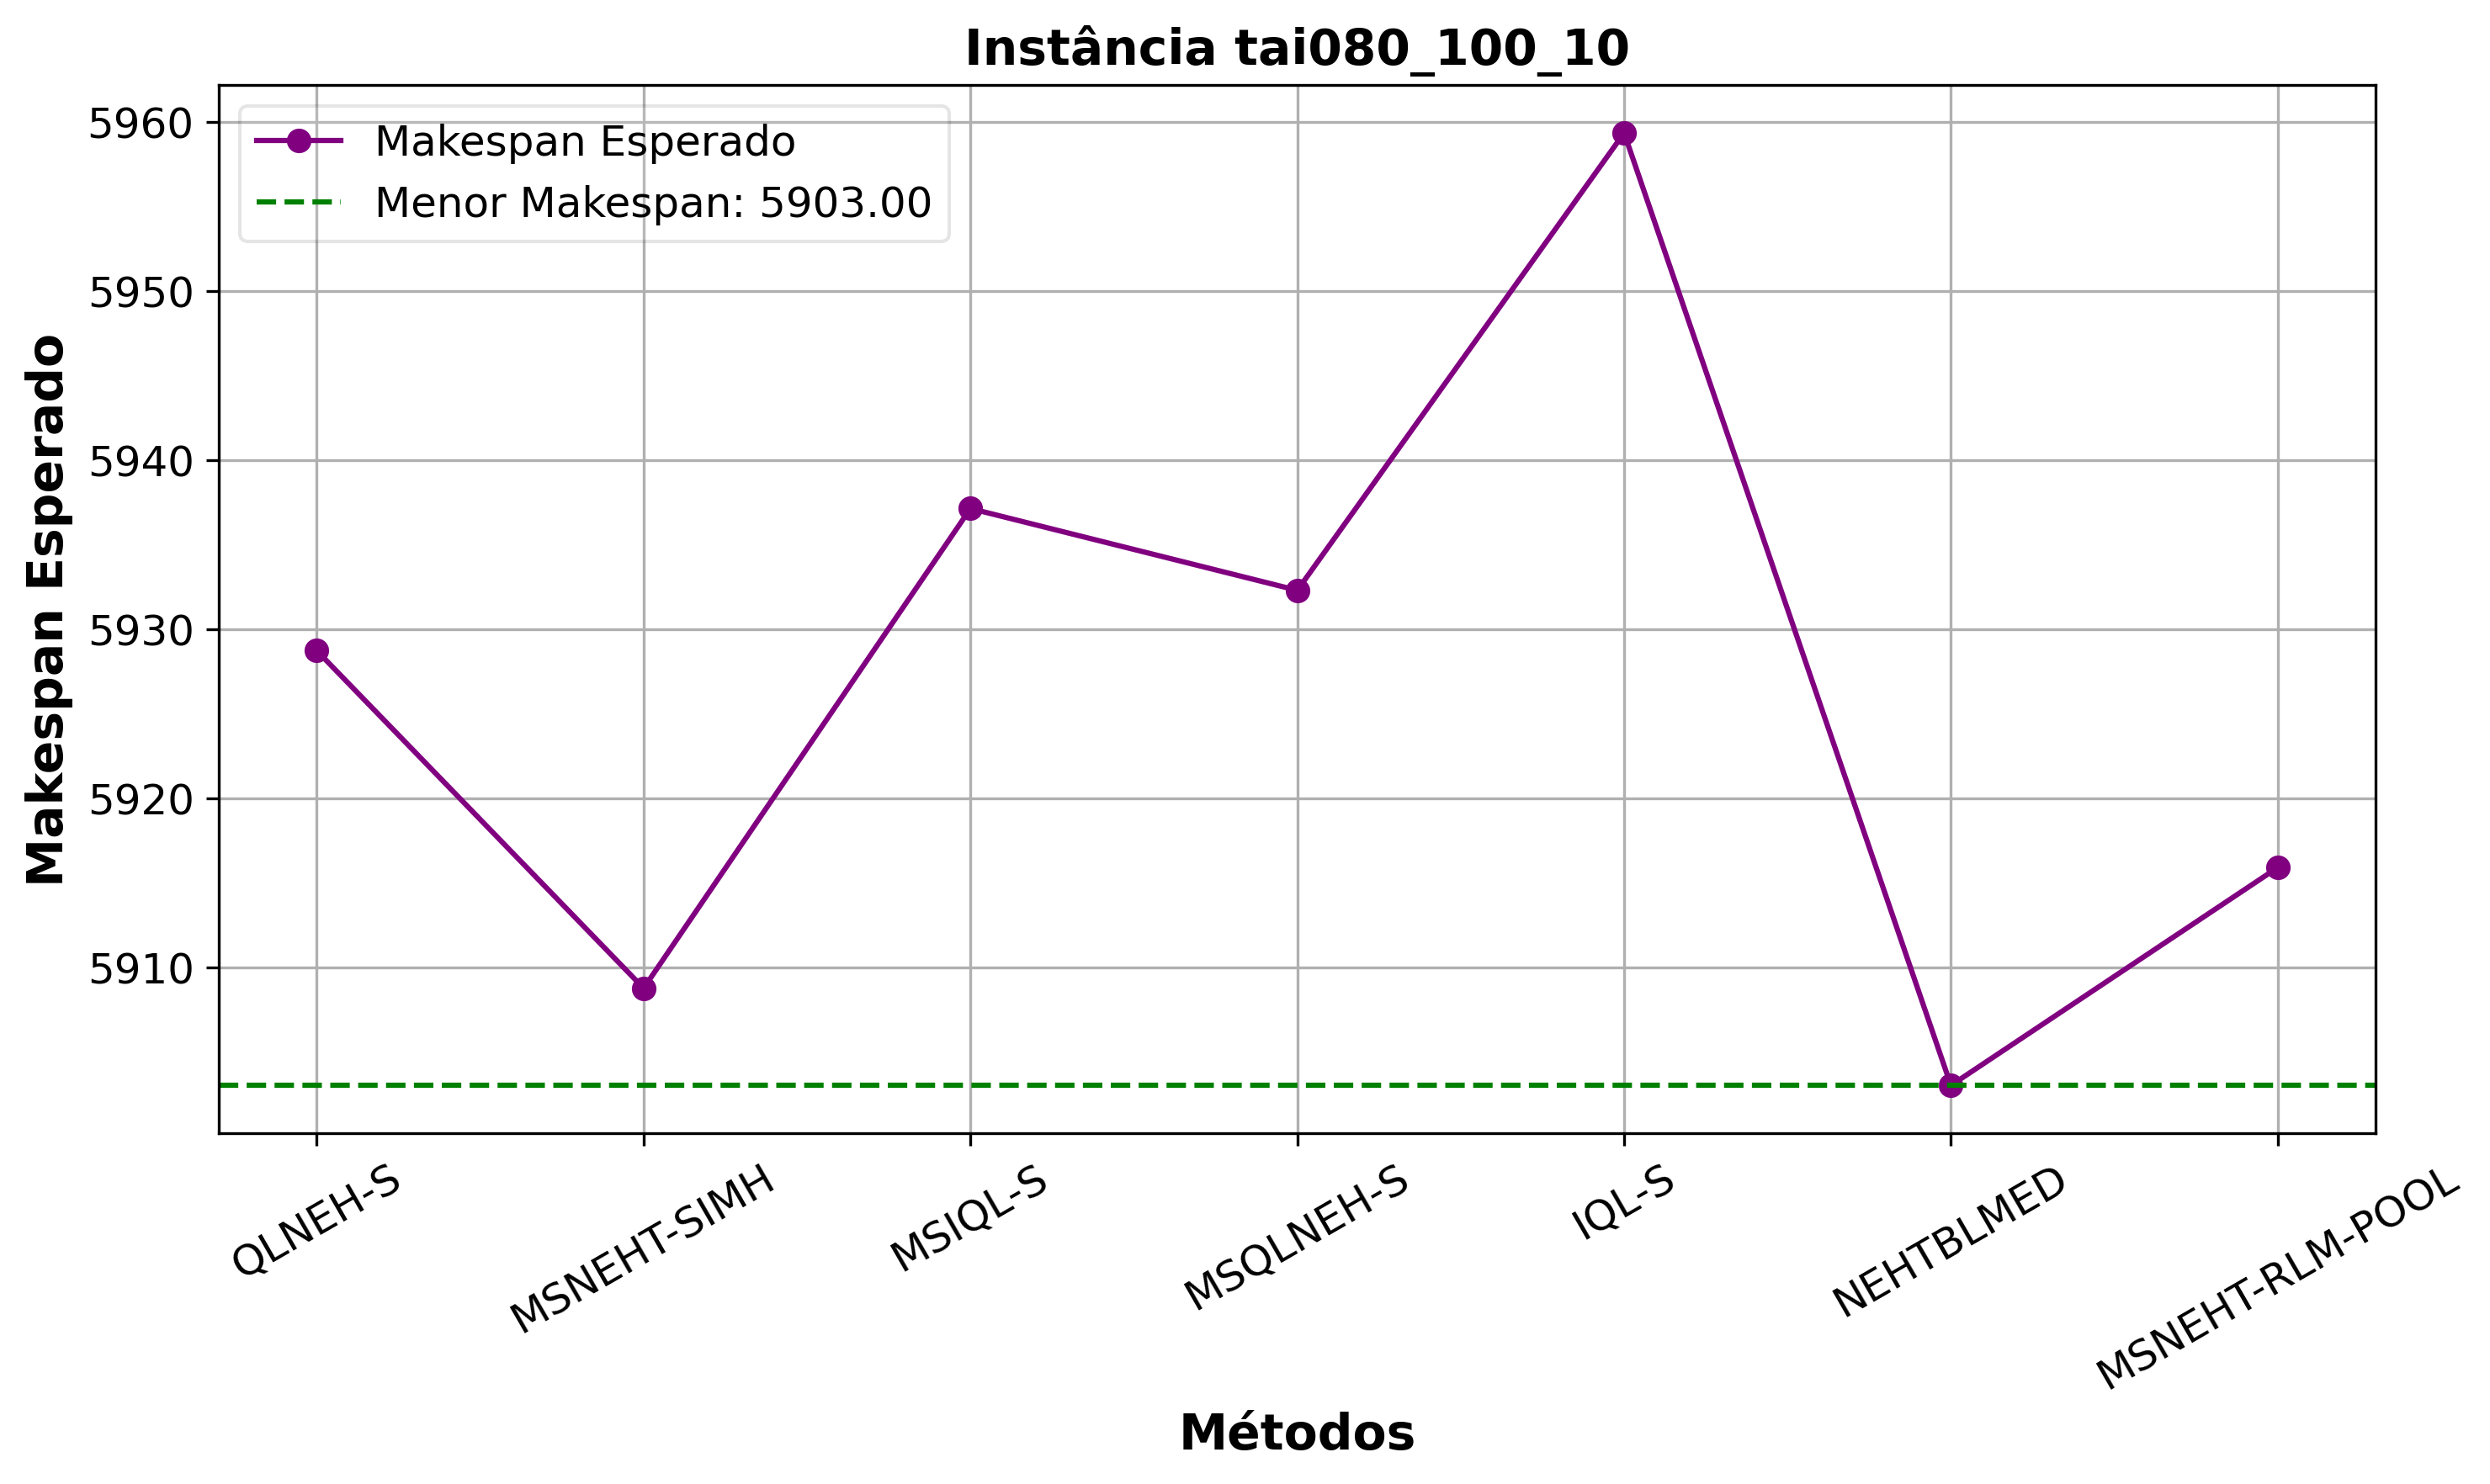 Instância tai080_100_10
Makespan Esperado
Menor Makespan: 5903.00
Makespan Esperado
5960
5950
5940
5930
5920
5910
QLNEH-S
MSNEHT-SIMH
MSIQL-S
MSQLNEH-S
IQL-S
NEHTBLMED
MSNEHT-RLM-POOL
Métodos